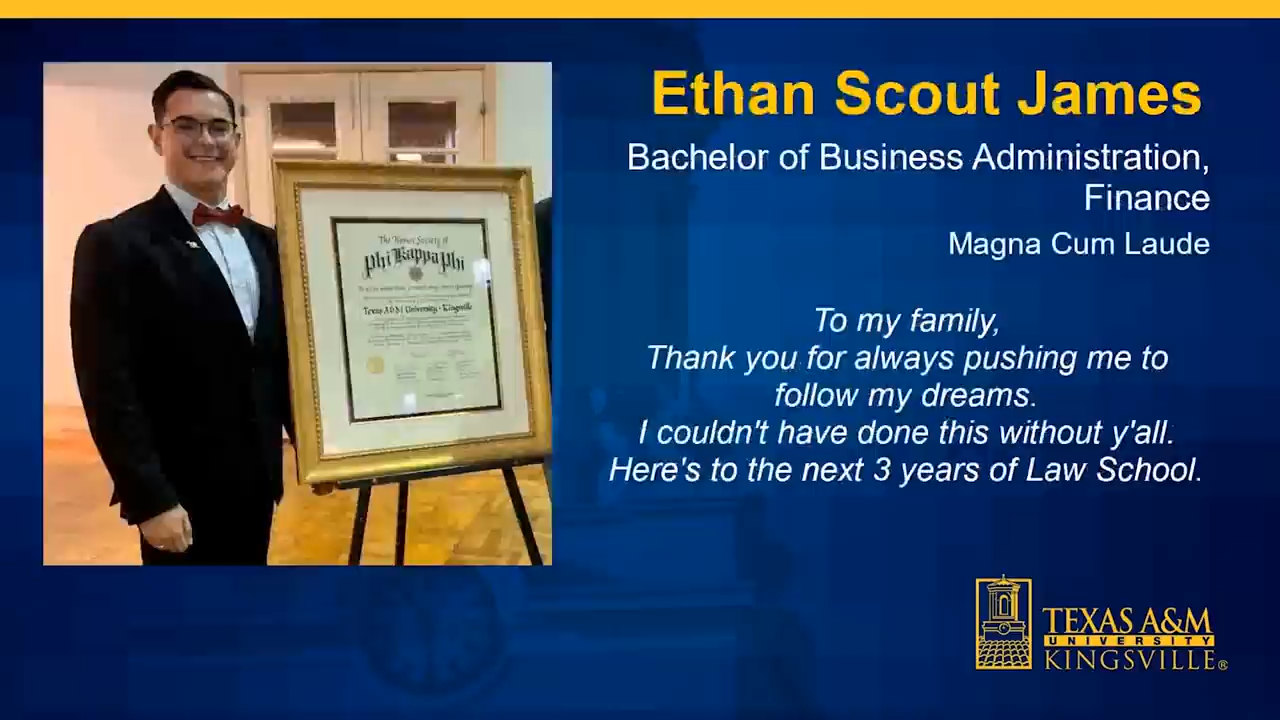 Ethan Scout James
Bachelor of Business Administration,
Finance
Magna Cum Laude
To my family,
Thank you for always pushing me to
follow my dreams.
I couldn't have done this without y'all.
Here's to the next 3 years of Law School.
The Honor Society of
Phi Kappa Phi
Texas A&M University - Kingsville
TEXAS A&M
UNIVERSITY
KINGSVILLE®